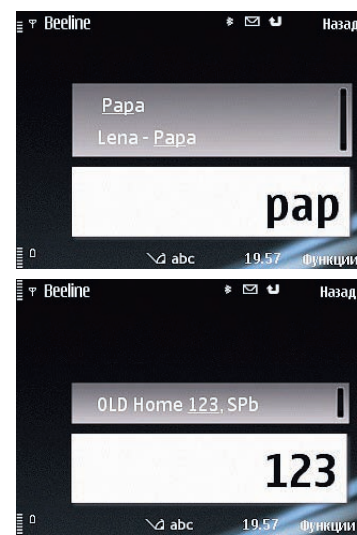 Beeline Назад
Papa
Lena - Papa
pap
abc 19.57 Функции
Beeline Назад
OLD Home 123, SPb
123
abc 19.57 Функции